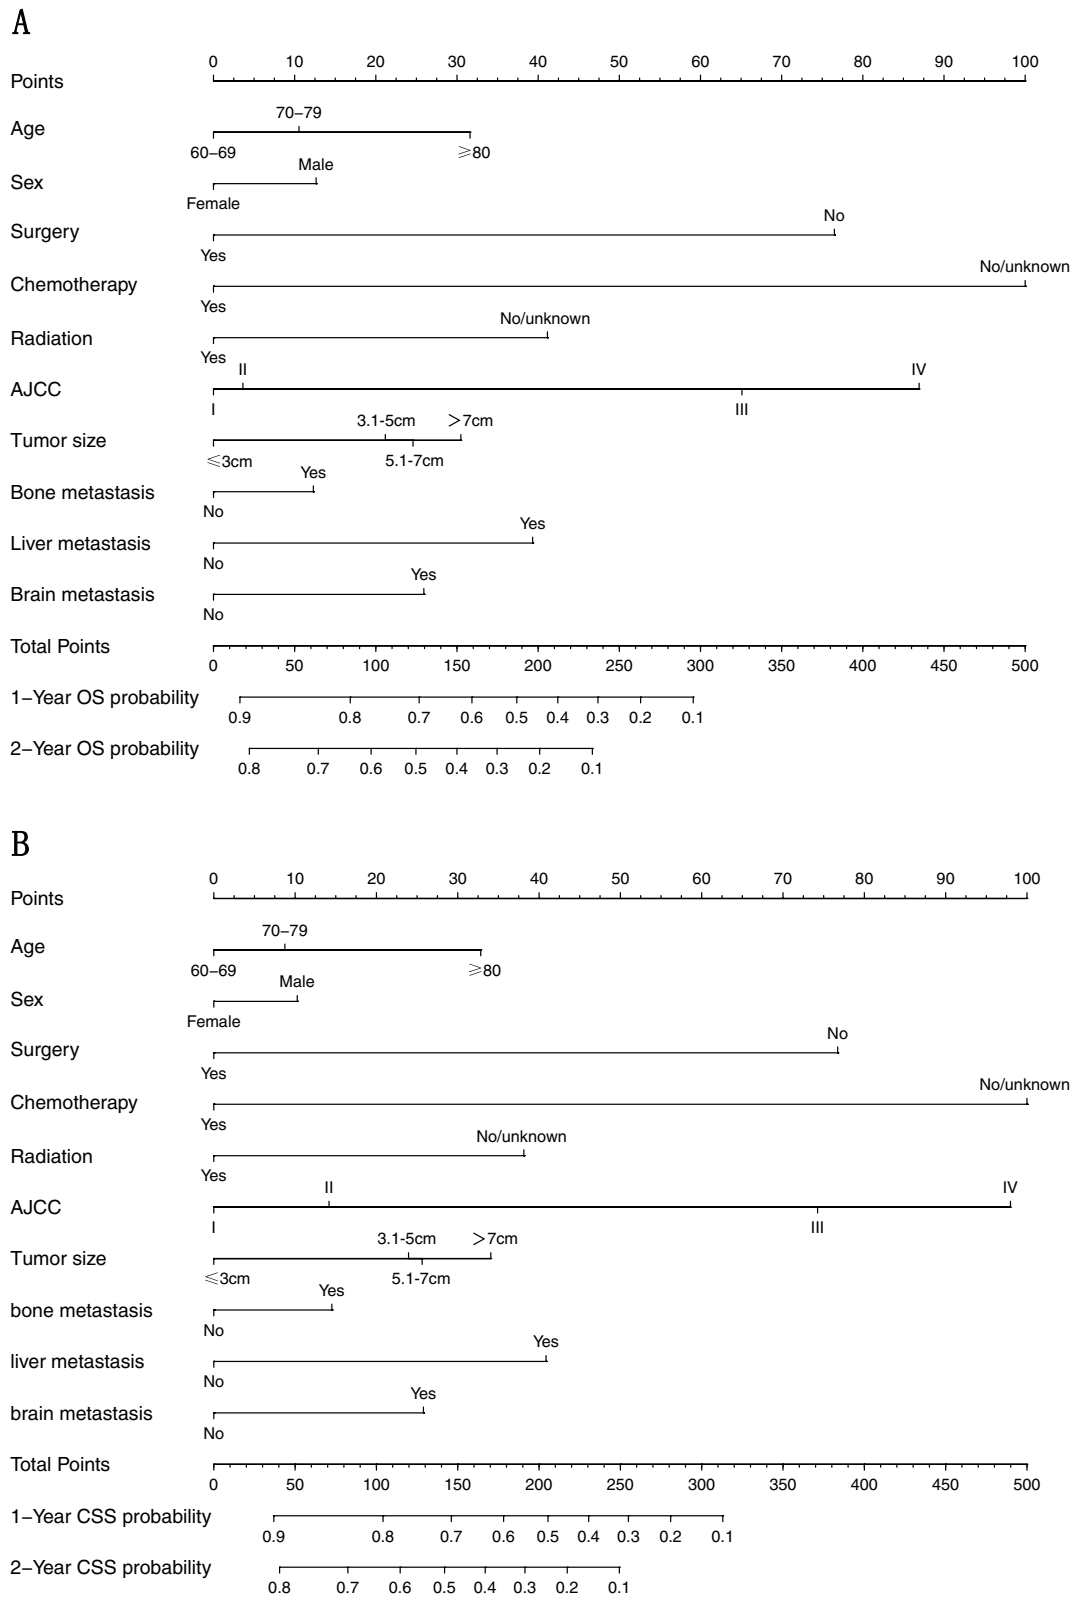 A
0 10 20 30 40 50 60 70 80 90 100
Points
70–79
Age
60–69 ≥80
Male
Sex
Female
No
Surgery
Yes
No/unknown
Chemotherapy
Yes
No/unknown
Radiation
Yes
II IV
AJCC
I III
3.1-5cm >7cm
Tumor size
≤3cm 5.1-7cm
Yes
Bone metastasis
No
Yes
Liver metastasis
No
Yes
Brain metastasis
No
Total Points
0 50 100 150 200 250 300 350 400 450 500
1–Year OS probability
0.9 0.8 0.7 0.6 0.5 0.4 0.3 0.2 0.1
2–Year OS probability
0.8 0.7 0.6 0.5 0.4 0.3 0.2 0.1
B
0 10 20 30 40 50 60 70 80 90 100
Points
70–79
Age
60–69 ≥80
Male
Sex
Female
No
Surgery
Yes
No/unknown
Chemotherapy
Yes
No/unknown
Radiation
Yes
II IV
AJCC
I III
3.1-5cm >7cm
Tumor size
≤3cm 5.1-7cm
Yes
bone metastasis
No
Yes
liver metastasis
No
Yes
brain metastasis
No
Total Points
0 50 100 150 200 250 300 350 400 450 500
1–Year CSS probability
0.9 0.8 0.7 0.6 0.5 0.4 0.3 0.2 0.1
2–Year CSS probability
0.8 0.7 0.6 0.5 0.4 0.3 0.2 0.1